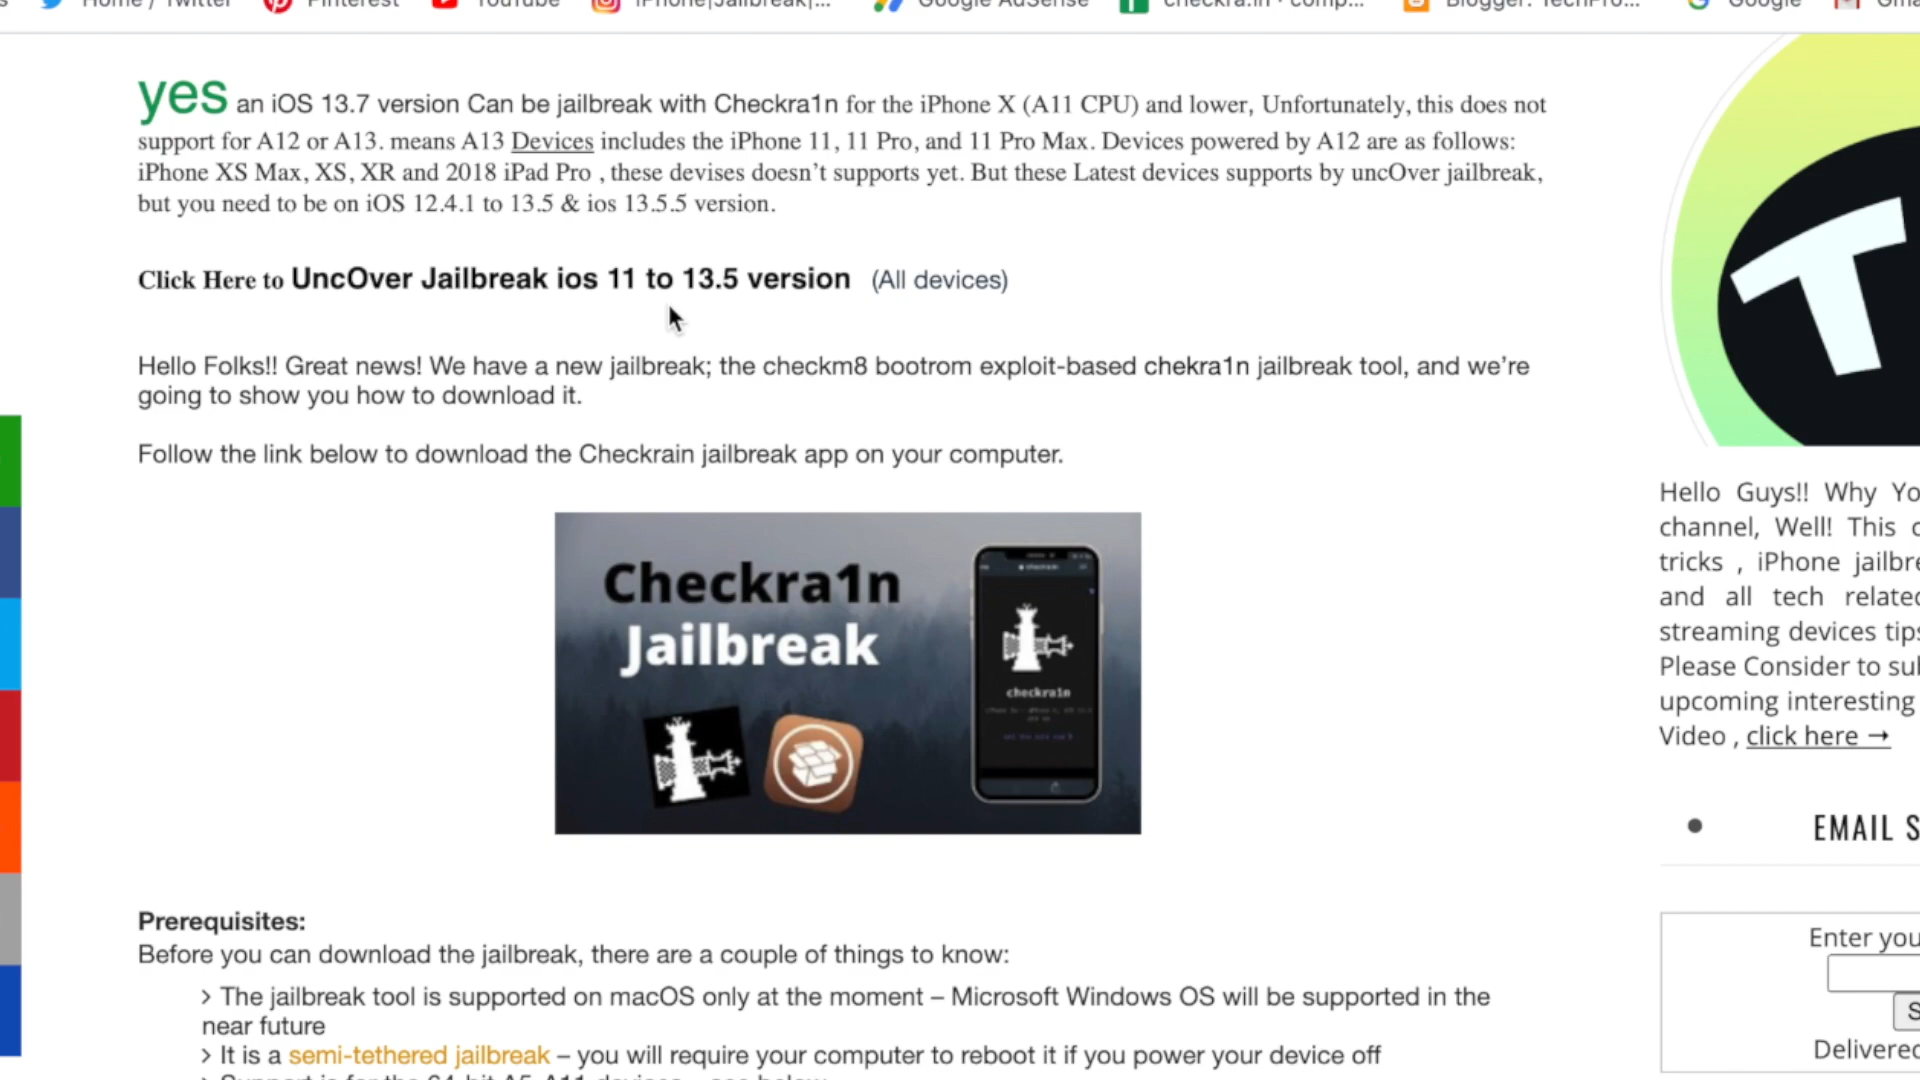 Home / Twitter Pinterest YouTube iPhone|Jailbreak|... Google AdSense checkra.in · comp... Blogger: TechPro... Google Gma
yes an iOS 13.7 version Can be jailbreak with Checkra1n for the iPhone X (A11 CPU) and lower, Unfortunately, this does not
support for A12 or A13. means A13 Devices includes the iPhone 11, 11 Pro, and 11 Pro Max. Devices powered by A12 are as follows:
iPhone XS Max, XS, XR and 2018 iPad Pro , these devises doesn’t supports yet. But these Latest devices supports by uncOver jailbreak,
but you need to be on iOS 12.4.1 to 13.5 & ios 13.5.5 version.
Click Here to UncOver Jailbreak ios 11 to 13.5 version (All devices)
Hello Folks!! Great news! We have a new jailbreak; the checkm8 bootrom exploit-based chekra1n jailbreak tool, and we’re
going to show you how to download it.
Follow the link below to download the Checkrain jailbreak app on your computer.
Checkra1n
Jailbreak
checkra1n
Prerequisites:
Before you can download the jailbreak, there are a couple of things to know:
> The jailbreak tool is supported on macOS only at the moment – Microsoft Windows OS will be supported in the
near future
> It is a semi-tethered jailbreak – you will require your computer to reboot it if you power your device off
T
Hello Guys!! Why Yo
channel, Well! This
tricks , iPhone jailbre
and all tech related
streaming devices tips
Please Consider to sub
upcoming interesting
Video , click here →
EMAIL S
Enter you
S
Delivered